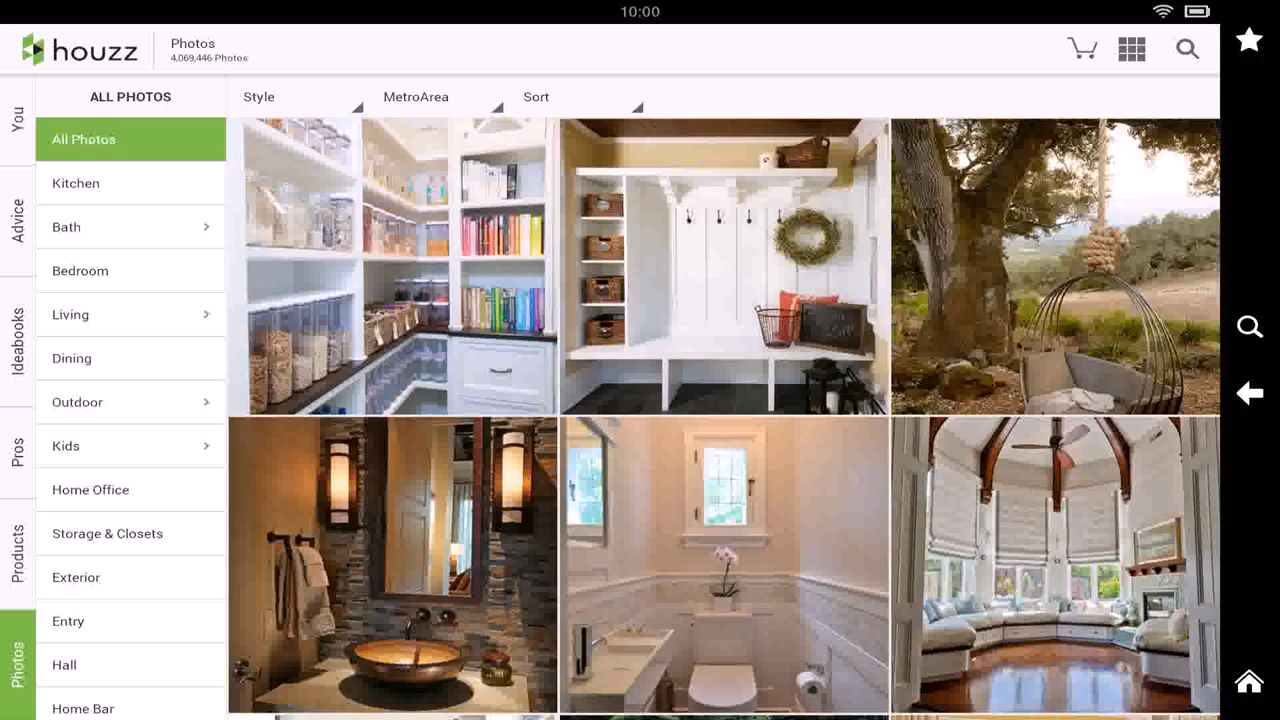 10:00
houzz
Photos
4,069,446 Photos
ALL PHOTOS
Style
MetroArea
Sort
You
Advice
Ideabooks
Pros
Products
Photos
All Photos
Kitchen
Bath
Bedroom
Living
Dining
Outdoor
Kids
Home Office
Storage & Closets
Exterior
Entry
Hall
Home Bar